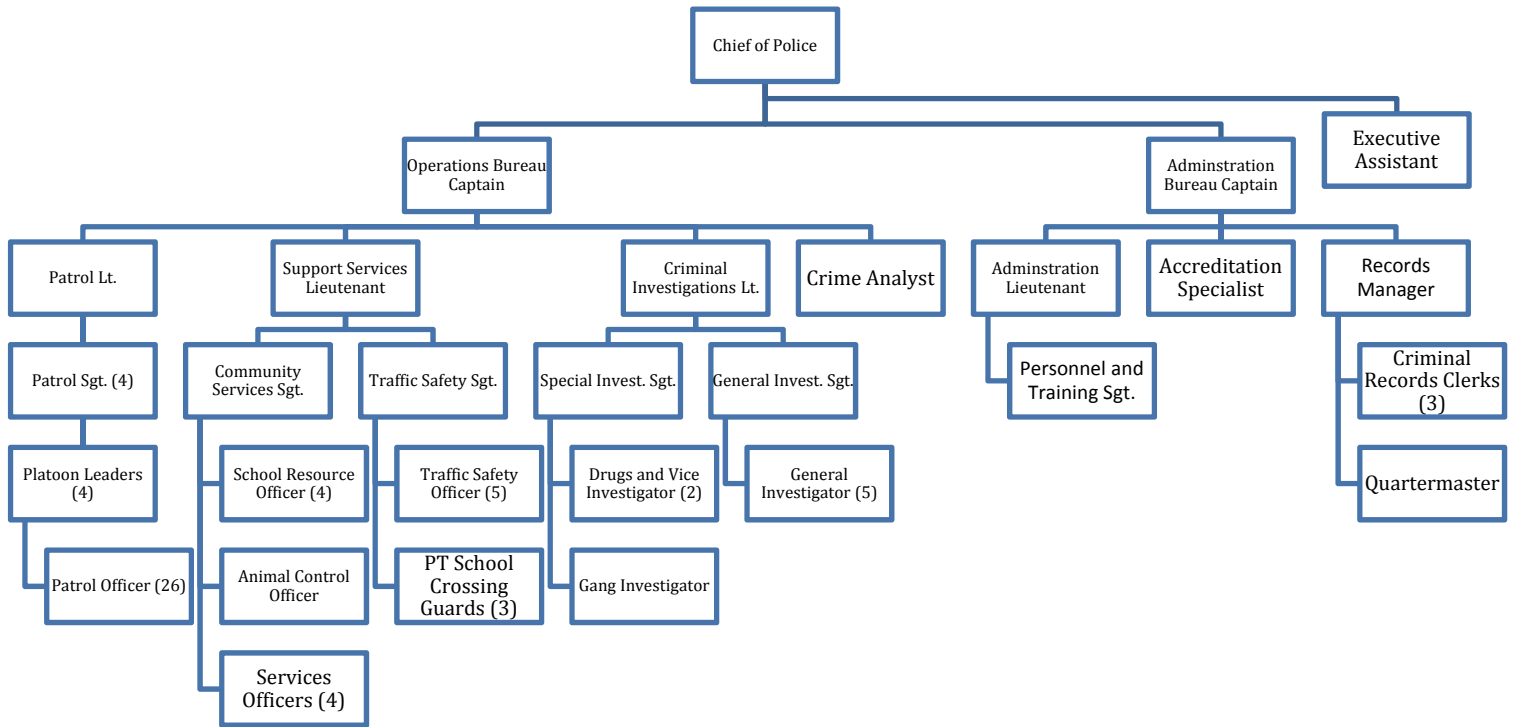 Chief of Police
Executive
Assistant
Operations Bureau
Captain
Adminstration
Bureau Captain
Patrol Lt.
Support Services
Lieutenant
Criminal
Investigations Lt.
Crime Analyst
Adminstration
Lieutenant
Accreditation
Specialist
Records
Manager
Patrol Sgt. (4)
Community
Services Sgt.
Traffic Safety Sgt.
Special Invest. Sgt.
General Invest. Sgt.
Personnel and
Training Sgt.
Criminal
Records Clerks
(3)
Platoon Leaders
(4)
School Resource
Officer (4)
Traffic Safety
Officer (5)
Drugs and Vice
Investigator (2)
General
Investigator (5)
Quartermaster
Patrol Officer (26)
Animal Control
Officer
PT School
Crossing
Guards (3)
Gang Investigator
Services
Officers (4)